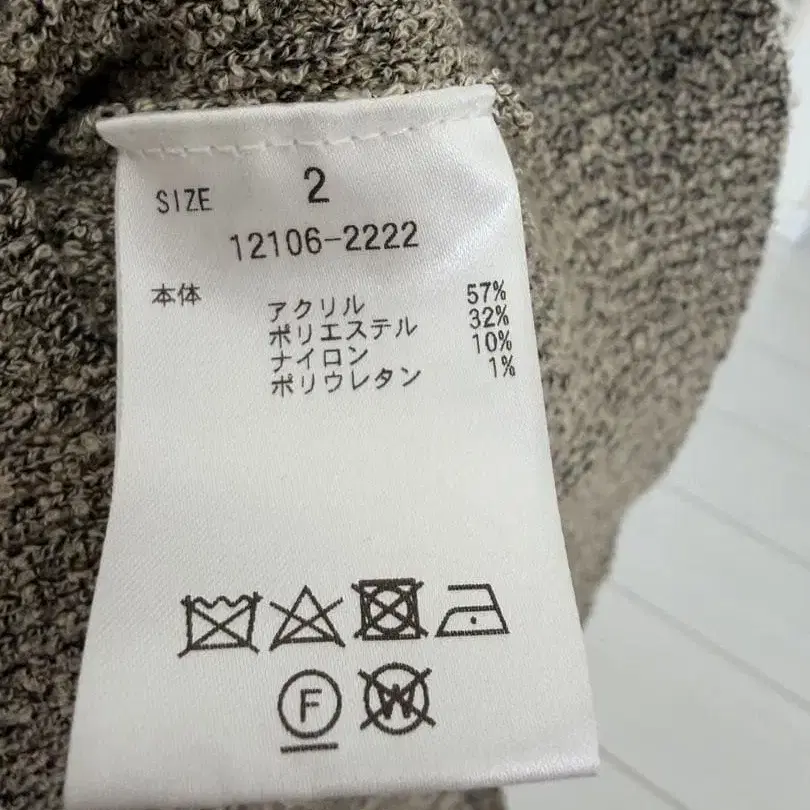 SIZE 2
12106-2222
本体 アクリル 57%
ポリエステル 32%
ナイロン 10%
ポリウレタン 1%
F W